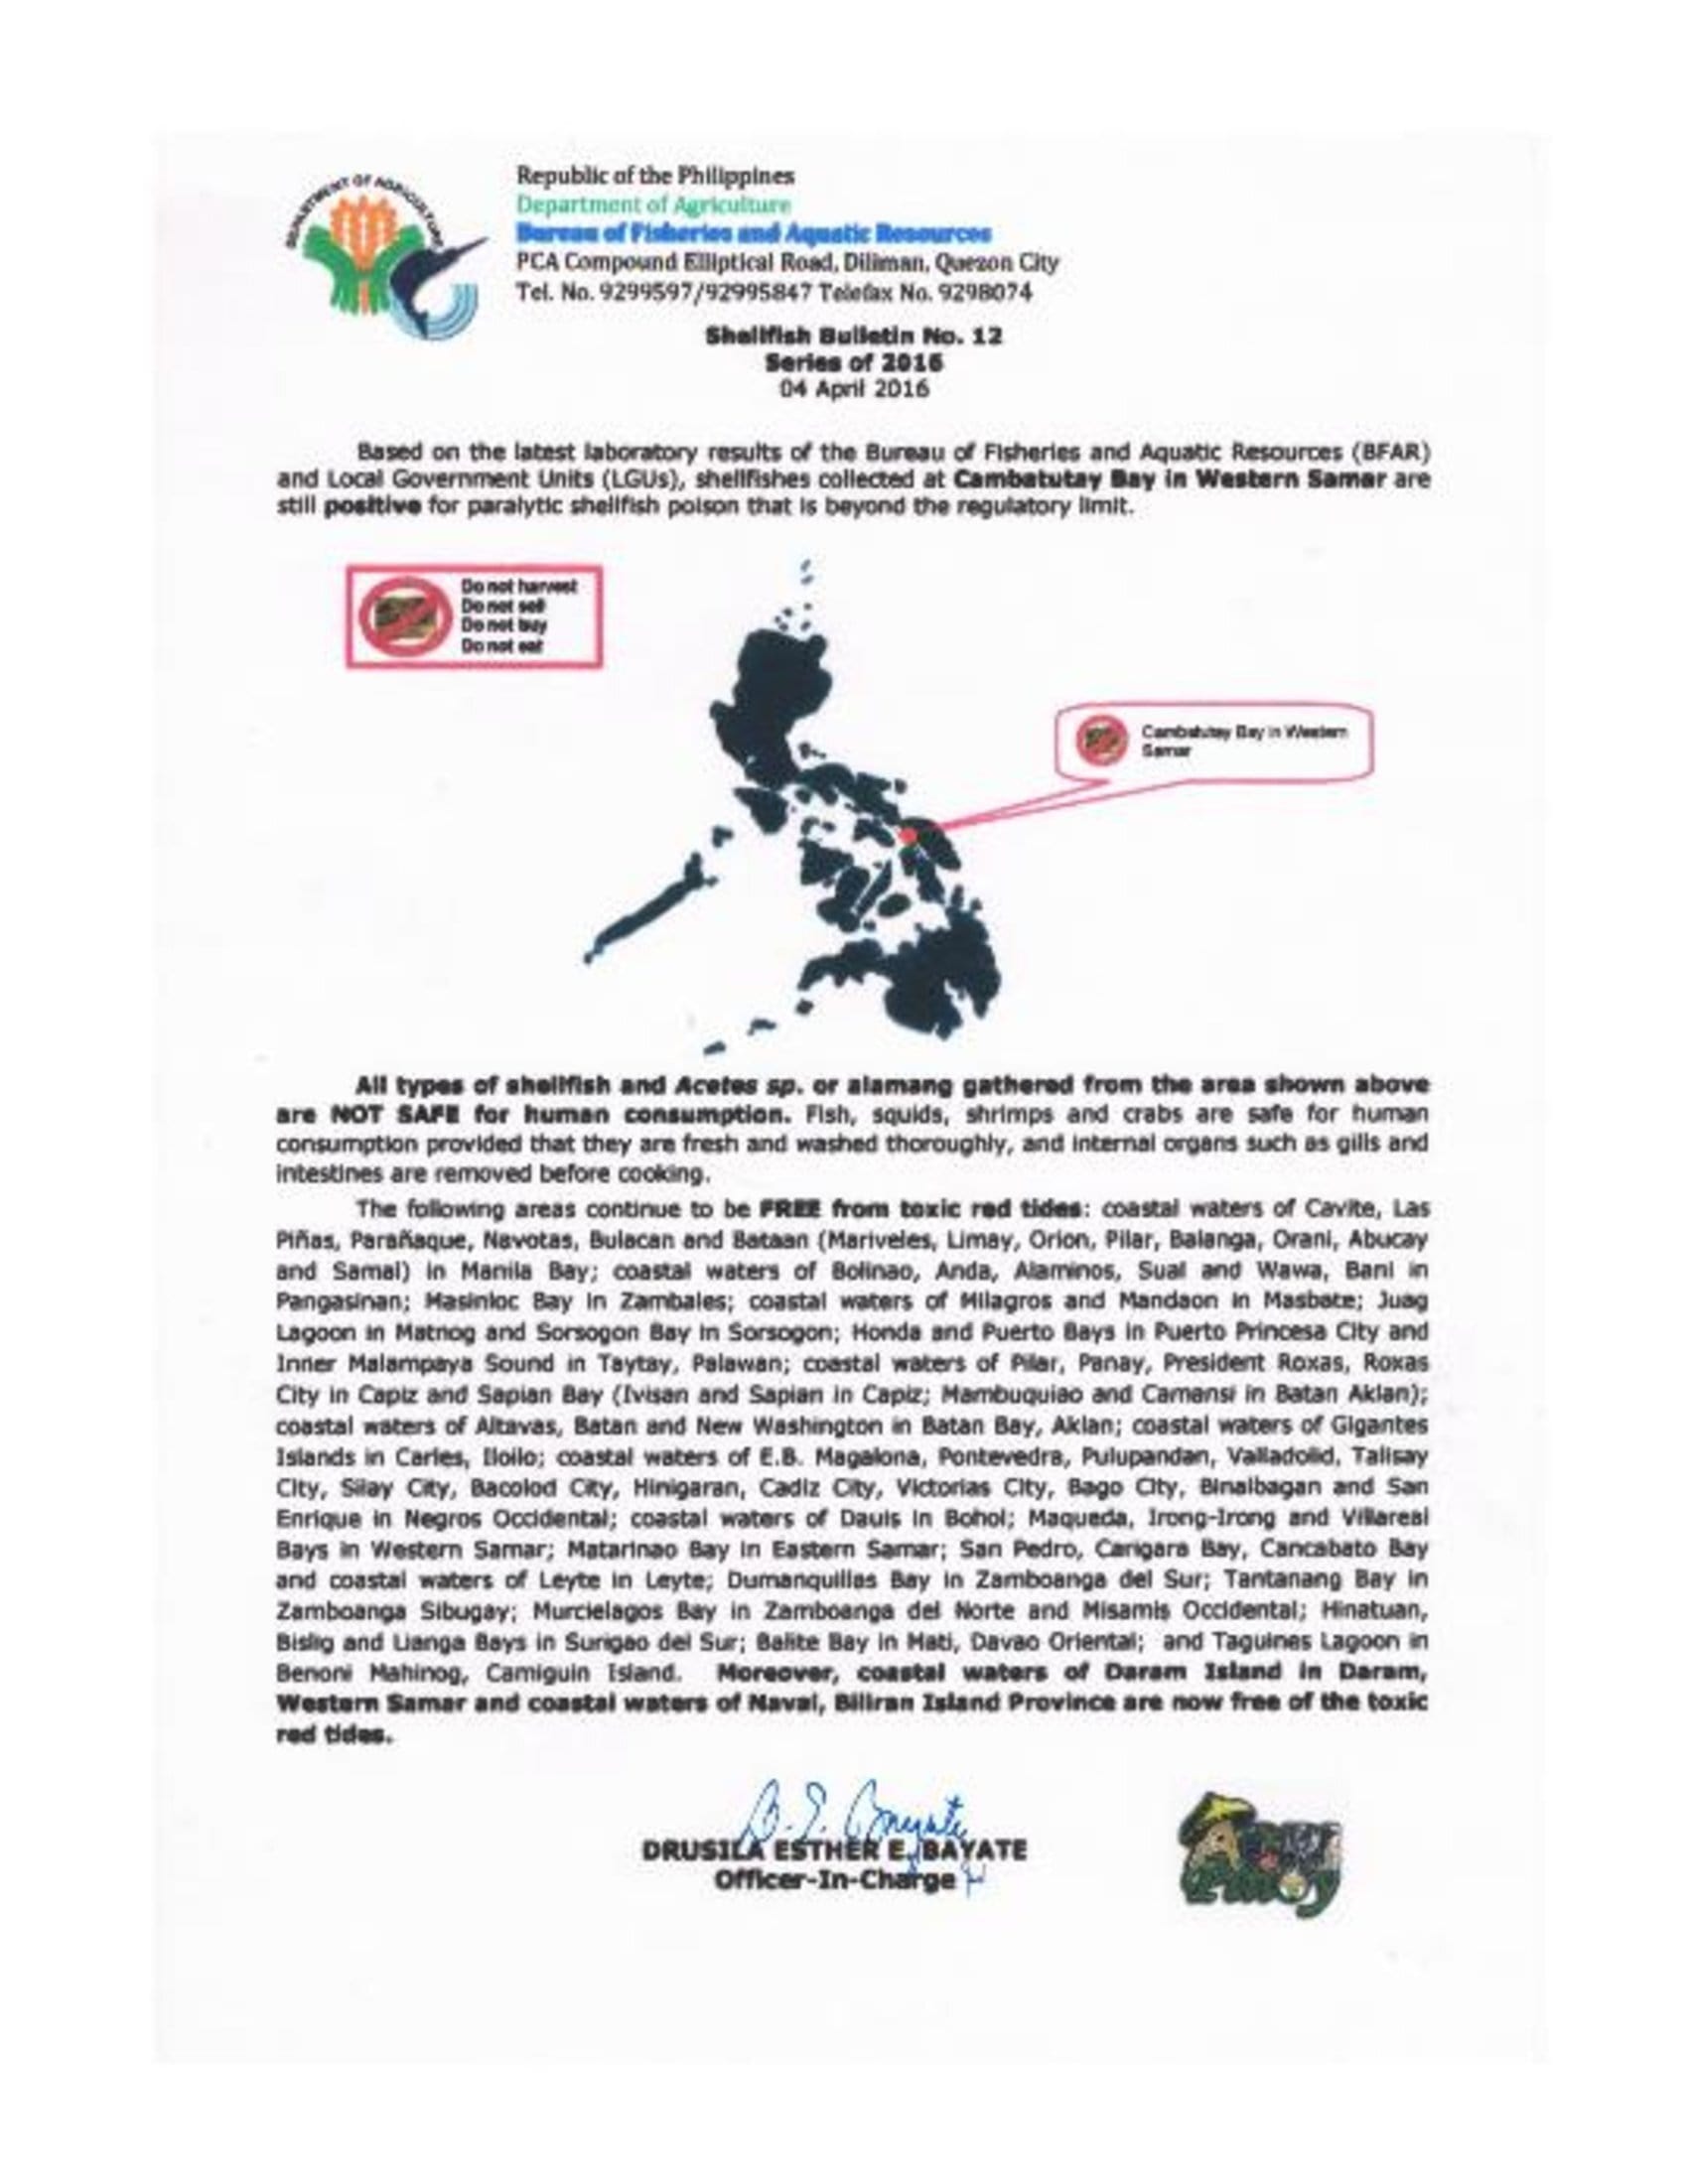 DEPARTMENT OF AGRICULTURE
Republic of the Philippines
Department of Agriculture
Bureau of Fisheries and Aquatic Resources
PCA Compound Elliptical Road, Diliman, Quezon City
Tel. No. 9299597/92995847 Telefax No. 9298074
Shellfish Bulletin No. 12
Series of 2016
04 April 2016
Based on the latest laboratory results of the Bureau of Fisheries and Aquatic Resources (BFAR)
and Local Government Units (LGUs), shellfishes collected at Cambatutay Bay in Western Samar are
still positive for paralytic shellfish poison that is beyond the regulatory limit.
Do not harvest
Do not sell
Do not buy
Do not eat
Cambatutay Bay in Western
Samar
All types of shellfish and Acetes sp. or alamang gathered from the area shown above
are NOT SAFE for human consumption. Fish, squids, shrimps and crabs are safe for human
consumption provided that they are fresh and washed thoroughly, and internal organs such as gills and
intestines are removed before cooking.
The following areas continue to be FREE from toxic red tides: coastal waters of Cavite, Las
Piñas, Parañaque, Navotas, Bulacan and Bataan (Mariveles, Limay, Orion, Pilar, Balanga, Orani, Abucay
and Samal) in Manila Bay; coastal waters of Bolinao, Anda, Alaminos, Sual and Wawa, Bani in
Pangasinan; Masinloc Bay in Zambales; coastal waters of Milagros and Mandaon in Masbate; Juag
Lagoon in Matnog and Sorsogon Bay in Sorsogon; Honda and Puerto Bays in Puerto Princesa City and
Inner Malampaya Sound in Taytay, Palawan; coastal waters of Pilar, Panay, President Roxas, Roxas
City in Capiz and Sapian Bay (Ivisan and Sapian in Capiz; Mambuquiao and Camansi in Batan Aklan);
coastal waters of Altavas, Batan and New Washington in Batan Bay, Aklan; coastal waters of Gigantes
Islands in Carles, Iloilo; coastal waters of E.B. Magalona, Pontevedra, Pulupandan, Valladolid, Talisay
City, Silay City, Bacolod City, Hinigaran, Cadiz City, Victorias City, Bago City, Binalbagan and San
Enrique in Negros Occidental; coastal waters of Dauis in Bohol; Maqueda, Irong-Irong and Villareal
Bays in Western Samar; Matarinao Bay in Eastern Samar; San Pedro, Carigara Bay, Cancabato Bay
and coastal waters of Leyte in Leyte; Dumanquillas Bay in Zamboanga del Sur; Tantanang Bay in
Zamboanga Sibugay; Murcielagos Bay in Zamboanga del Norte and Misamis Occidental; Hinatuan,
Bislig and Lianga Bays in Surigao del Sur; Balite Bay in Mati, Davao Oriental; and Taguines Lagoon in
Benoni Mahinog, Camiguin Island. Moreover, coastal waters of Daram Island in Daram,
Western Samar and coastal waters of Naval, Biliran Island Province are now free of the toxic
red tides.
DRUSILA ESTHER E. BAYATE
Officer-In-Charge